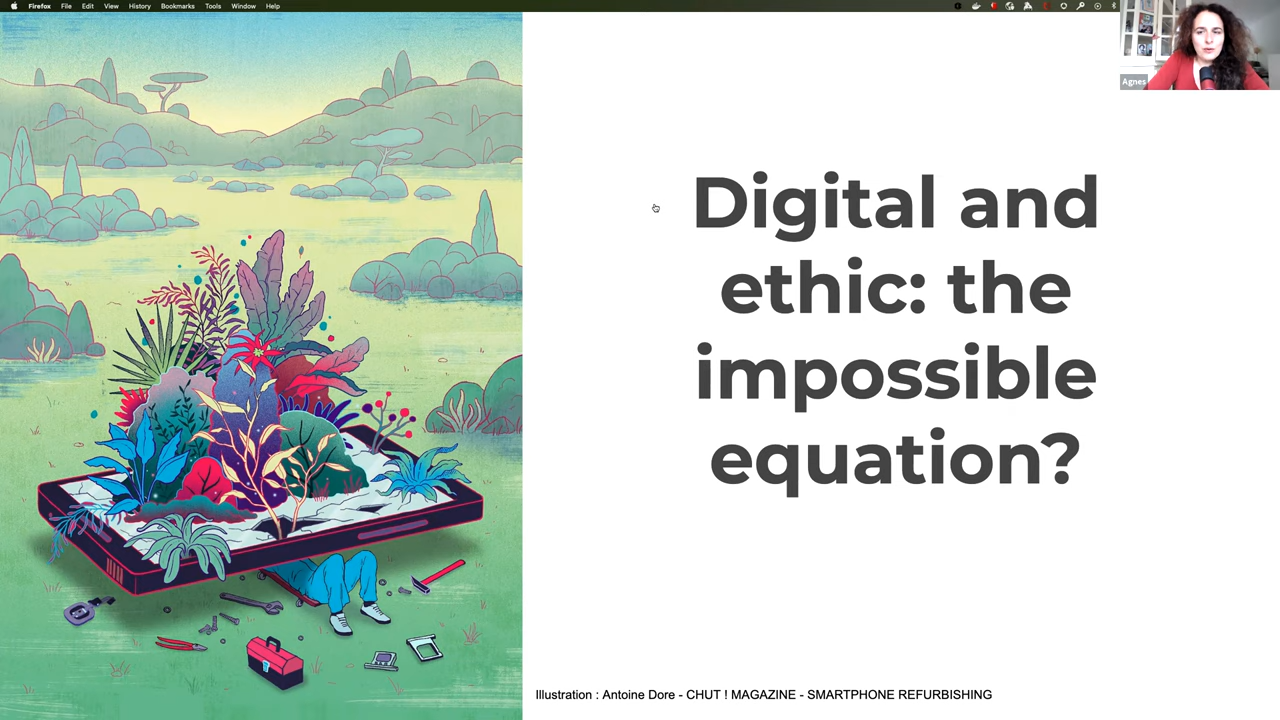 Firefox File Edit View History Bookmarks Tools Window Help
Agnes
Digital and
ethic: the
impossible
equation?
Illustration : Antoine Dore - CHUT ! MAGAZINE - SMARTPHONE REFURBISHING